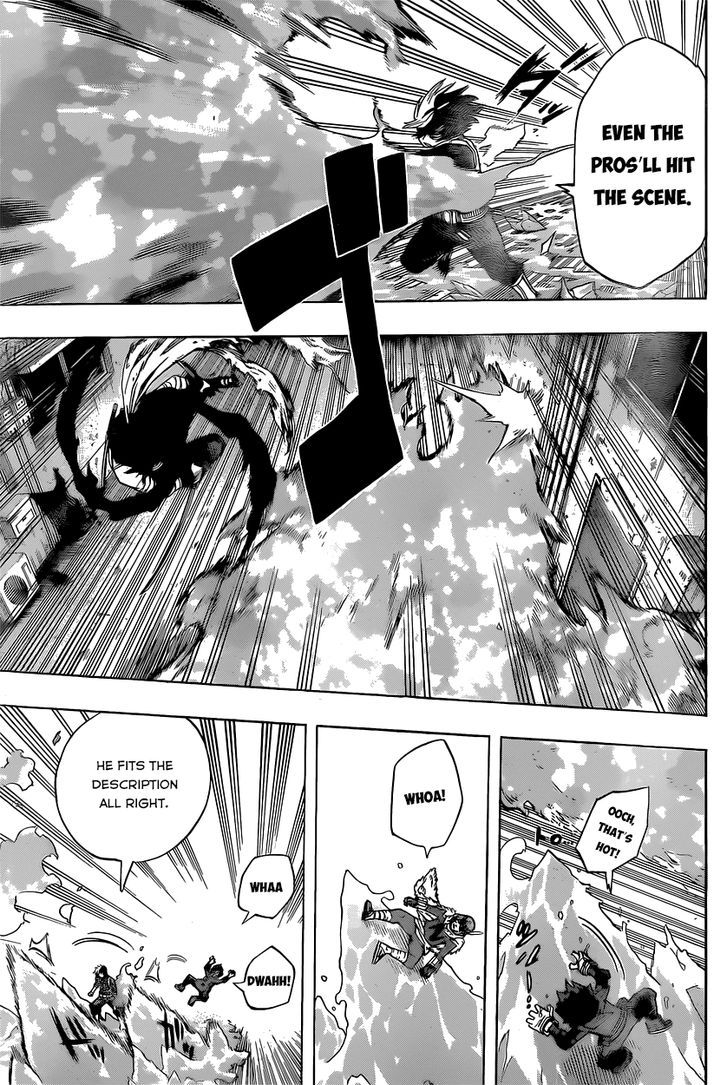 EVEN THE
PROS'LL HIT
THE SCENE.
ゴ
OOCH,
THAT'S
HOT!
WHOA!
HE FITS THE
DESCRIPTION
ALL RIGHT.
WHAA
DWAHH!